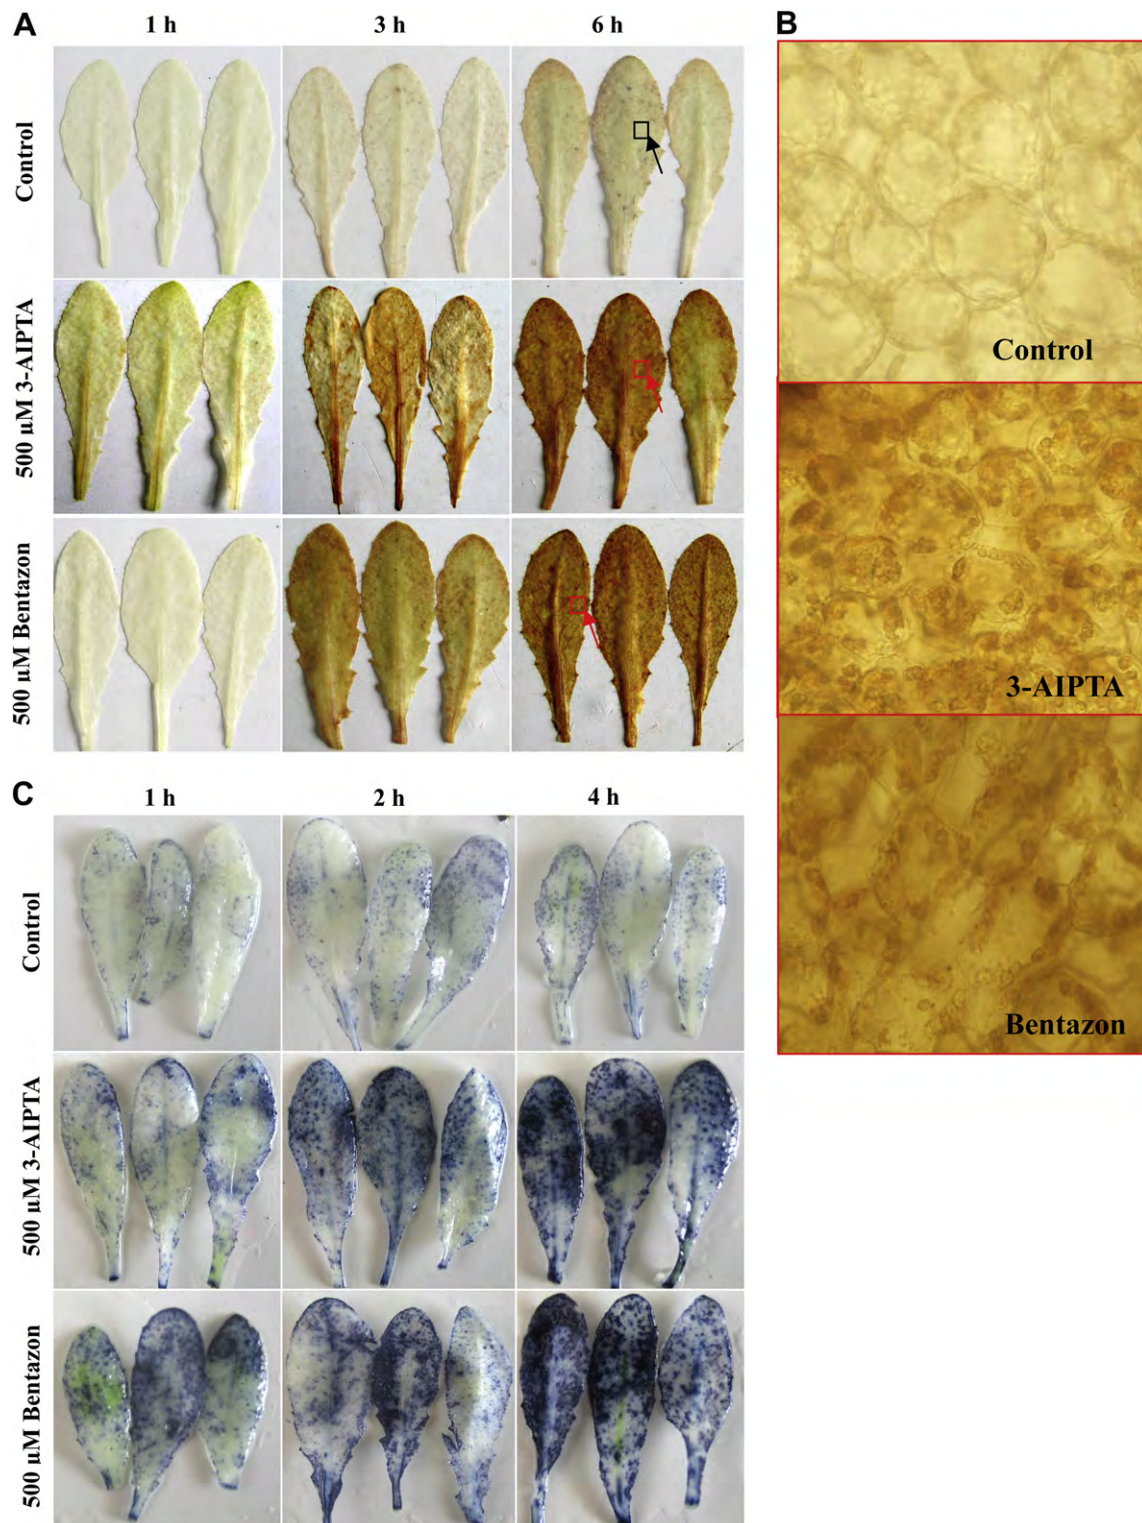 A
1 h
3 h
6 h
B
Control
500 µM 3-AIPTA
500 µM Bentazon
Control
3-AIPTA
Bentazon
C
1 h
2 h
4 h
Control
500 µM 3-AIPTA
500 µM Bentazon